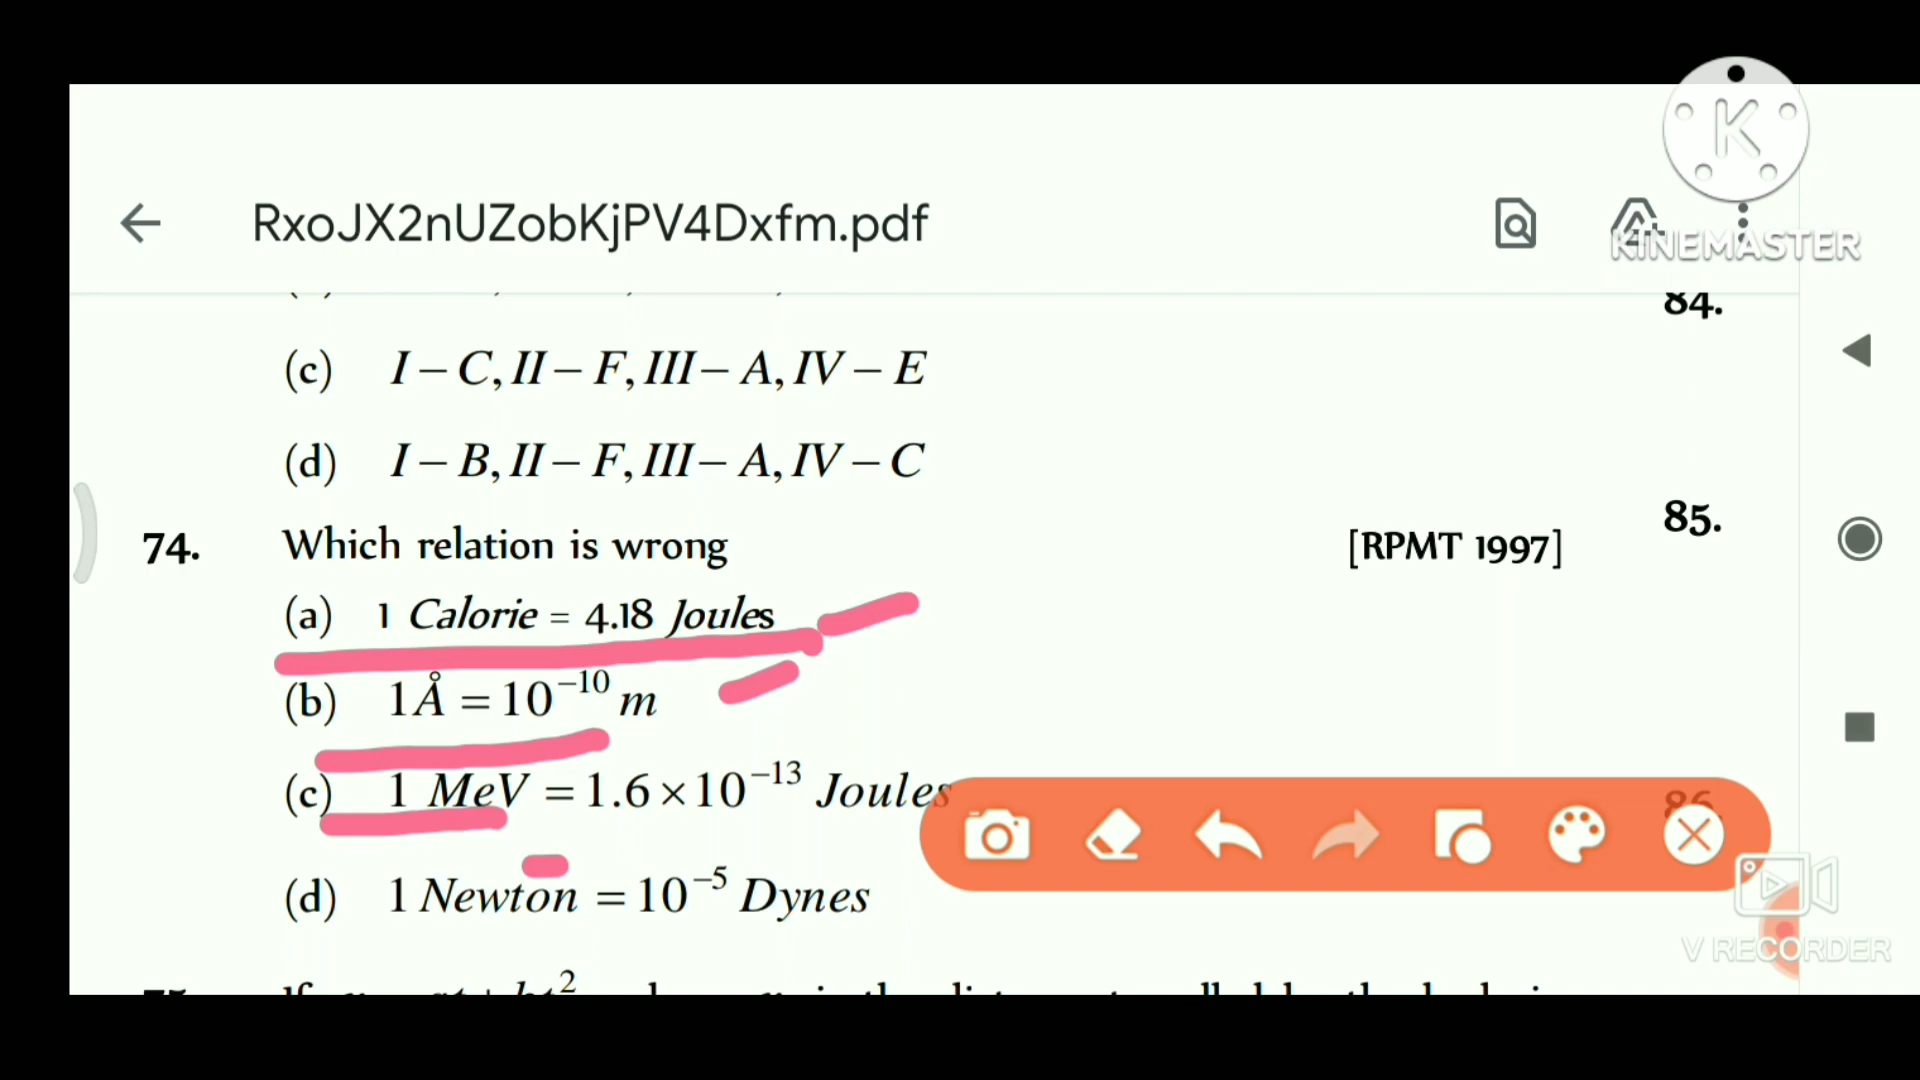 K
KINEMASTER
RxoJX2nUZobKjPV4Dxfm.pdf
84.
(c) I – C, II – F, III – A, IV – E
(d) I – B, II – F, III – A, IV – C
85.
74. Which relation is wrong [RPMT 1997]
(a) 1 Calorie = 4.18 Joules
(b) 1Å = 10⁻¹⁰ m
(c) 1 MeV = 1.6×10⁻¹³ Joules
86
(d) 1 Newton = 10⁻⁵ Dynes
V RECORDER